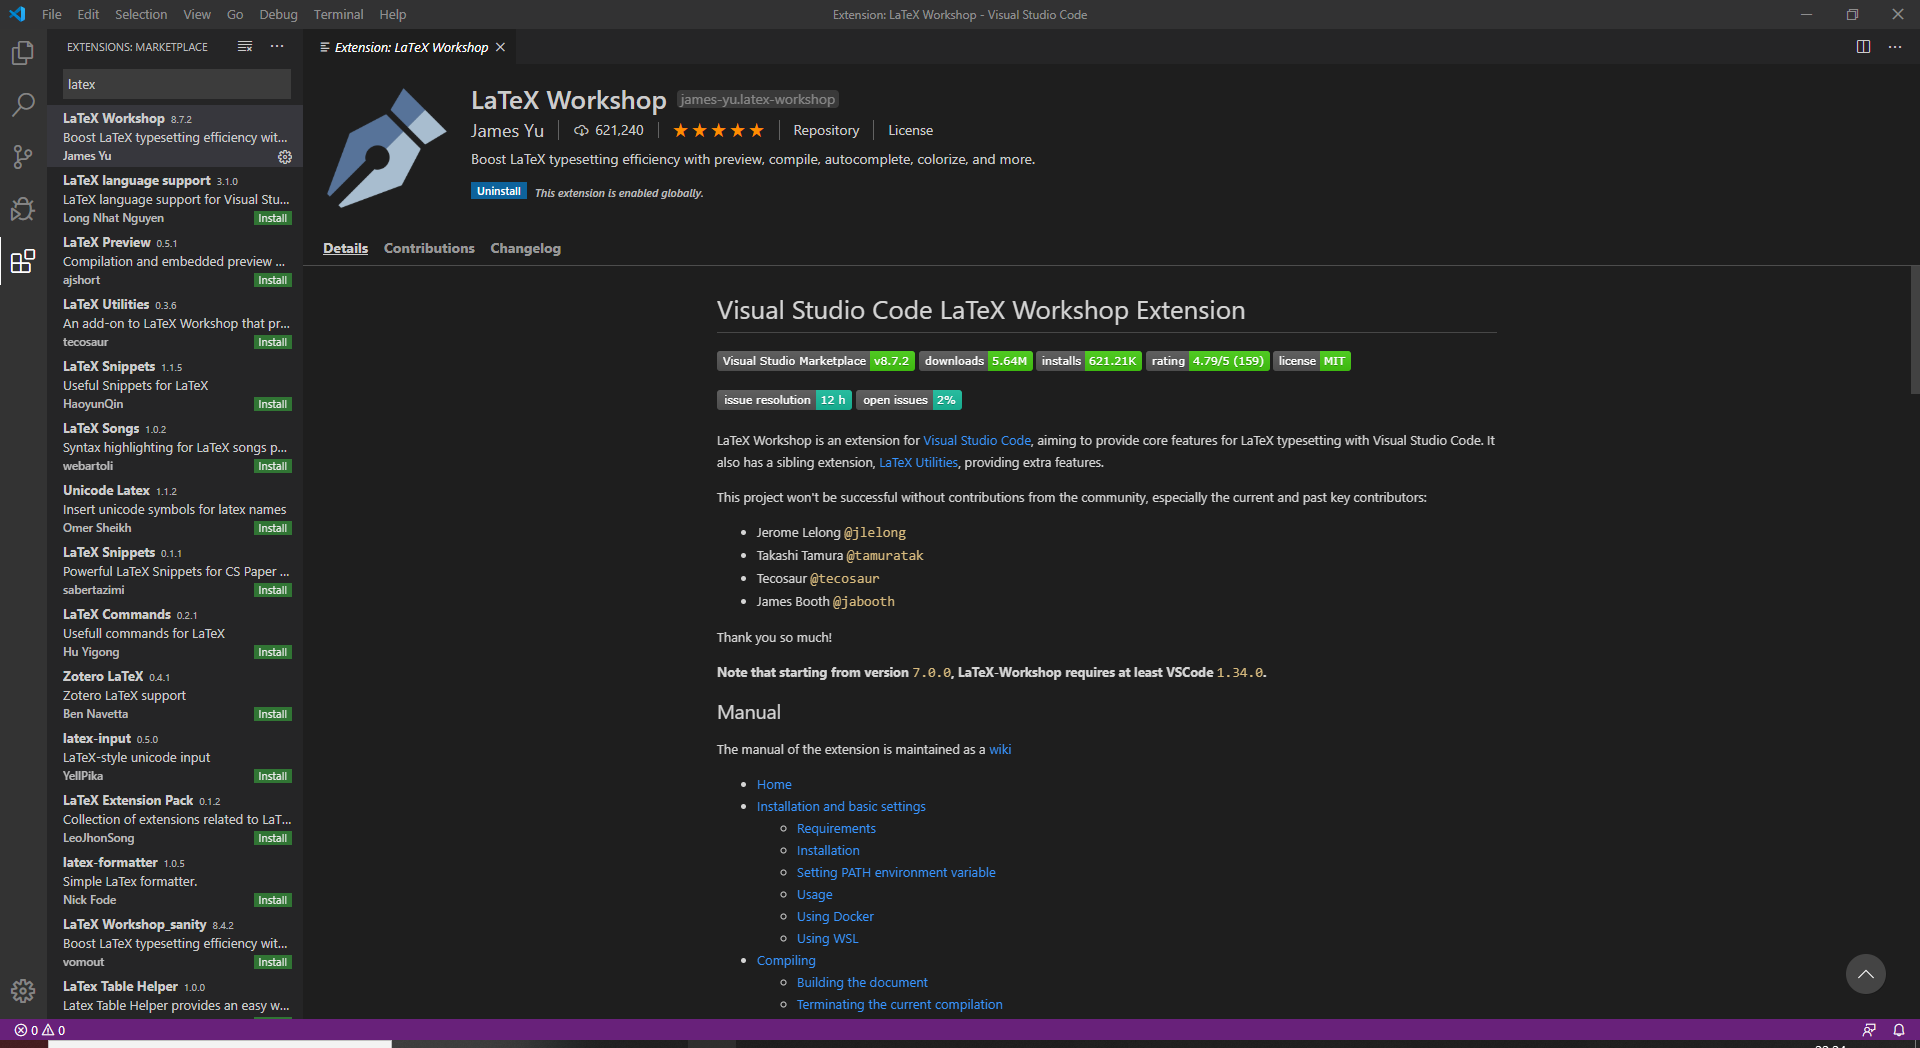 File Edit Selection View Go Debug Terminal Help
Extension: LaTeX Workshop - Visual Studio Code
EXTENSIONS: MARKETPLACE
latex
LaTeX Workshop 8.7.2
Boost LaTeX typesetting efficiency wit...
James Yu
LaTeX language support 3.1.0
LaTeX language support for Visual Stu...
Long Nhat Nguyen Install
LaTeX Preview 0.5.1
Compilation and embedded preview ...
ajshort Install
LaTeX Utilities 0.3.6
An add-on to LaTeX Workshop that pr...
tecosaur Install
LaTeX Snippets 1.1.5
Useful Snippets for LaTeX
HaoyunQin Install
LaTeX Songs 1.0.2
Syntax highlighting for LaTeX songs p...
webartoli Install
Unicode Latex 1.1.2
Insert unicode symbols for latex names
Omer Sheikh Install
LaTeX Snippets 0.1.1
Powerful LaTeX Snippets for CS Paper ...
sabertazimi Install
LaTeX Commands 0.2.1
Usefull commands for LaTeX
Hu Yigong Install
Zotero LaTeX 0.4.1
Zotero LaTeX support
Ben Navetta Install
latex-input 0.5.0
LaTeX-style unicode input
YellPika Install
LaTeX Extension Pack 0.1.2
Collection of extensions related to LaT...
LeoJhonSong Install
latex-formatter 1.0.5
Simple LaTex formatter.
Nick Fode Install
LaTeX Workshop_sanity 8.4.2
Boost LaTeX typesetting efficiency wit...
vomout Install
LaTex Table Helper 1.0.0
Latex Table Helper provides an easy w...
Extension: LaTeX Workshop
LaTeX Workshop james-yu.latex-workshop
James Yu 621,240 Repository License
Boost LaTeX typesetting efficiency with preview, compile, autocomplete, colorize, and more.
Uninstall This extension is enabled globally.
Details Contributions Changelog
Visual Studio Code LaTeX Workshop Extension
Visual Studio Marketplace v8.7.2 downloads 5.64M installs 621.21K rating 4.79/5 (159) license MIT
issue resolution 12 h open issues 2%
LaTeX Workshop is an extension for Visual Studio Code, aiming to provide core features for LaTeX typesetting with Visual Studio Code. It
also has a sibling extension, LaTeX Utilities, providing extra features.
This project won't be successful without contributions from the community, especially the current and past key contributors:
• Jerome Lelong @jlelong
• Takashi Tamura @tamuratak
• Tecosaur @tecosaur
• James Booth @jabooth
Thank you so much!
Note that starting from version 7.0.0, LaTeX-Workshop requires at least VSCode 1.34.0.
Manual
The manual of the extension is maintained as a wiki
• Home
• Installation and basic settings
◦ Requirements
◦ Installation
◦ Setting PATH environment variable
◦ Usage
◦ Using Docker
◦ Using WSL
• Compiling
◦ Building the document
◦ Terminating the current compilation
0 0